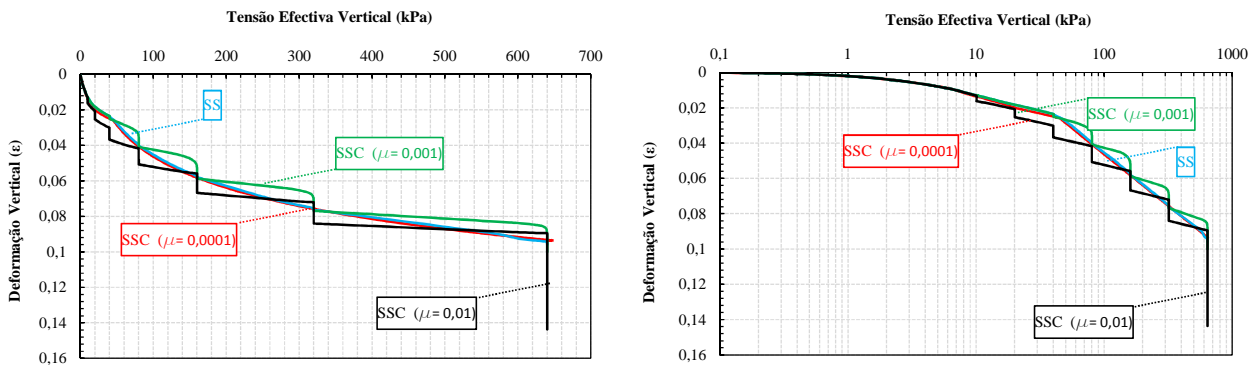 Tensão Efectiva Vertical (kPa)
0 100 200 300 400 500 600 700
Deformação Vertical (ε)
0
0,02
0,04
0,06
0,08
0,1
0,12
0,14
0,16
SS
SSC (μ= 0,001)
SSC (μ= 0,0001)
SSC (μ= 0,01)
Tensão Efectiva Vertical (kPa)
0,1 1 10 100 1000
Deformação Vertical (ε)
0
0,02
0,04
0,06
0,08
0,1
0,12
0,14
0,16
SSC (μ= 0,001)
SSC (μ= 0,0001)
SS
SSC (μ= 0,01)